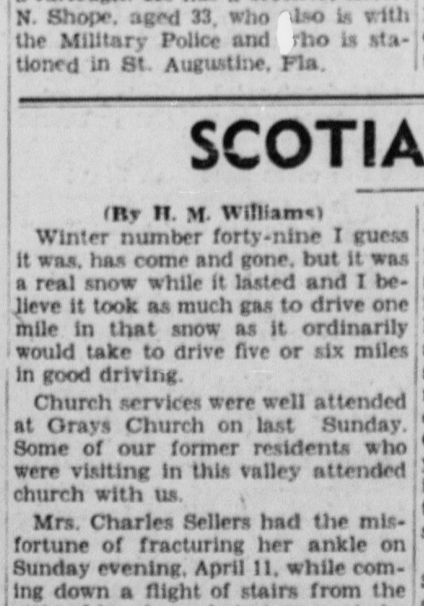 N. Shope, aged 33, who also is with
the Military Police and who is sta-
tioned in St. Augustine, Fla.
SCOTIA
(By H. M. Williams)
Winter number forty-nine I guess
it was, has come and gone, but it was
a real snow while it lasted and I be-
lieve it took as much gas to drive one
mile in that snow as it ordinarily
would take to drive five or six miles
in good driving.
Church services were well attended
at Grays Church on last Sunday.
Some of our former residents who
were visiting in this valley attended
church with us.
Mrs. Charles Sellers had the mis-
fortune of fracturing her ankle on
Sunday evening, April 11, while com-
ing down a flight of stairs from the